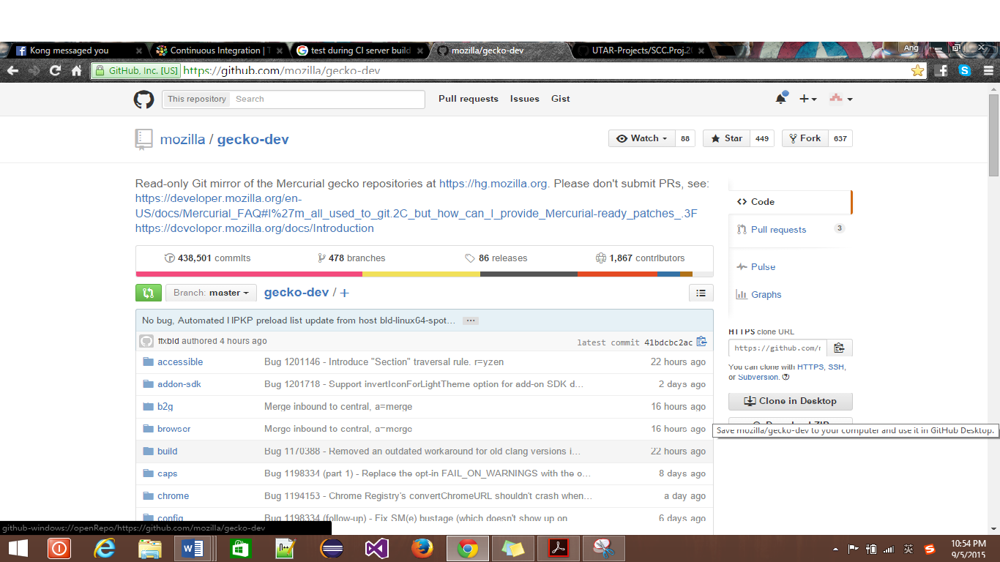 Kong messaged you
Continuous Integration | T
test during CI server build
mozilla/gecko-dev
UTAR-Projects/SCC.Proj.2
Ang
GitHub, Inc. [US] https://github.com/mozilla/gecko-dev
This repository Search
Pull requests Issues Gist
mozilla / gecko-dev
Watch 88
Star 449
Fork 637
Read-only Git mirror of the Mercurial gecko repositories at https://hg.mozilla.org. Please don't submit PRs, see:
https://developer.mozilla.org/en-
US/docs/Mercurial_FAQ#I%27m_all_used_to_git.2C_but_how_can_I_provide_Mercurial-ready_patches_.3F
https://developer.mozilla.org/docs/Introduction
438,501 commits 478 branches 86 releases 1,867 contributors
Branch: master gecko-dev / +
No bug, Automated HPKP preload list update from host bld-linux64-spot…
ffxbld authored 4 hours ago latest commit 41bdcbc2ac
accessible Bug 1201146 - Introduce "Section" traversal rule. r=yzen 22 hours ago
addon-sdk Bug 1201718 - Support invertIconForLightTheme option for add-on SDK d… 2 days ago
b2g Merge inbound to central, a=merge 16 hours ago
browser Merge inbound to central, a=merge 16 hours ago
build Bug 1170388 - Removed an outdated workaround for old clang versions i… 22 hours ago
caps Bug 1198334 (part 1) - Replace the opt-in FAIL_ON_WARNINGS with the o… 8 days ago
chrome Bug 1194153 - Chrome Registry's convertChromeURL shouldn't crash when… a day ago
config Bug 1198334 (follow-up) - Fix SM(e) bustage (which doesn't show up on 6 days ago
Code
Pull requests 3
Pulse
Graphs
HTTPS clone URL
https://github.com/
You can clone with HTTPS, SSH,
or Subversion.
Clone in Desktop
Download ZIP
Save mozilla/gecko-dev to your computer and use it in GitHub Desktop.
github-windows://openRepo/https://github.com/mozilla/gecko-dev
英
10:54 PM
9/5/2015